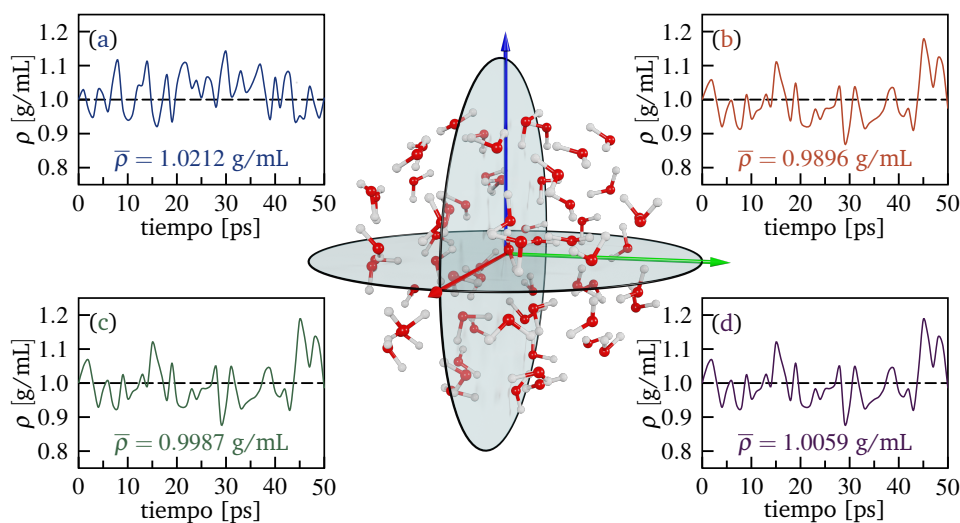 (a)
ρ [g/mL]
1.2
1.1
1.0
0.9
0.8
ρ̅ = 1.0212 g/mL
0 10 20 30 40 50
tiempo [ps]
(b)
ρ [g/mL]
1.2
1.1
1.0
0.9
0.8
ρ̅ = 0.9896 g/mL
0 10 20 30 40 50
tiempo [ps]
(c)
ρ [g/mL]
1.2
1.1
1.0
0.9
0.8
ρ̅ = 0.9987 g/mL
0 10 20 30 40 50
tiempo [ps]
(d)
ρ [g/mL]
1.2
1.1
1.0
0.9
0.8
ρ̅ = 1.0059 g/mL
0 10 20 30 40 50
tiempo [ps]